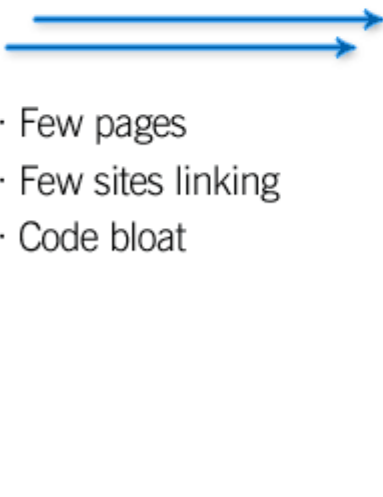 · Few pages
· Few sites linking
· Code bloat